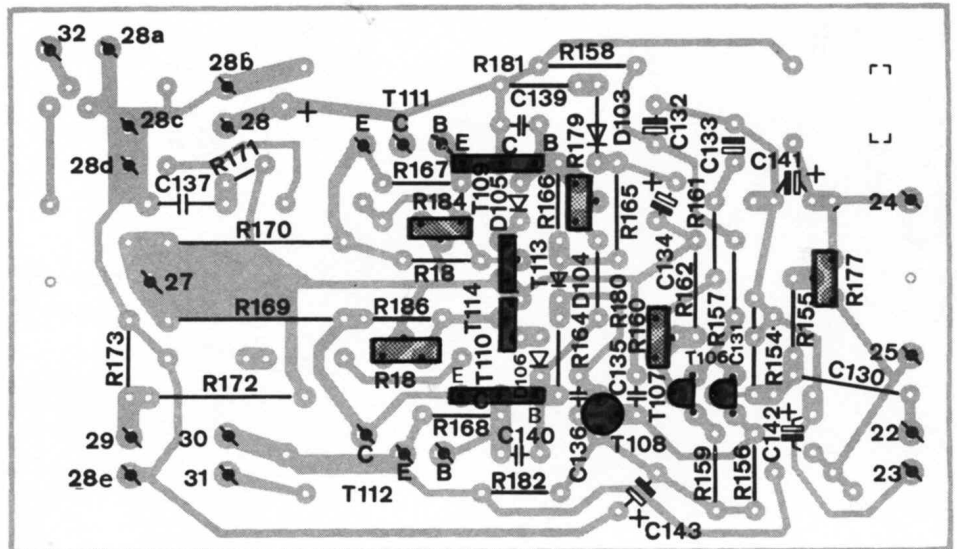 32
28a
28b
R181
R158
28c
28
+
T111
C139
D103
C132
E
C
B
E
C
B
R179
C133
28d
R171
R167
T109
D105
R166
R165
C141
+
C137
R184
+
R161
24
R170
C134
R18
T113
D104
R162
R177
27
R180
R157
R155
R169
R186
T114
R160
R164
C131
R154
R173
T110
D106
C135
T106
25
R18
T107
C130
R172
E
C
B
R168
C136
T108
C142
+
22
29
30
C
C140
E
B
R159
R156
23
28e
31
T112
R182
+
C143